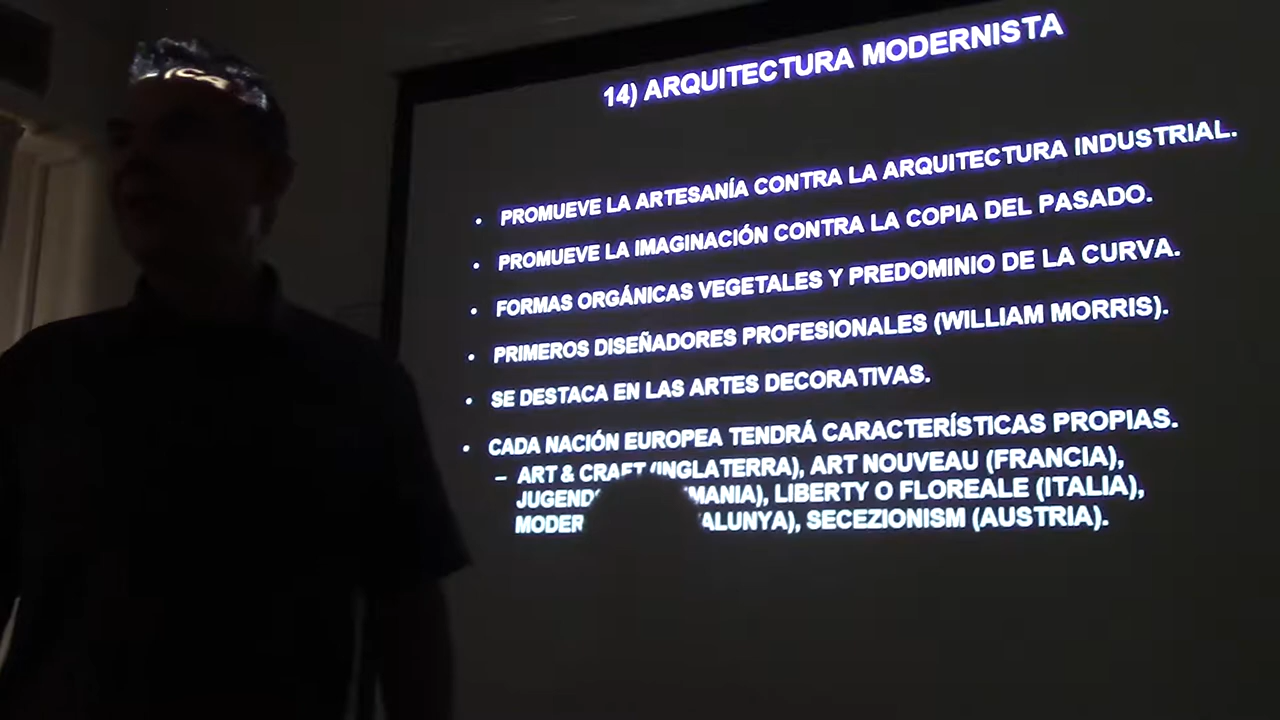 14) ARQUITECTURA MODERNISTA
• PROMUEVE LA ARTESANÍA CONTRA LA ARQUITECTURA INDUSTRIAL.
• PROMUEVE LA IMAGINACIÓN CONTRA LA COPIA DEL PASADO.
• FORMAS ORGÁNICAS VEGETALES Y PREDOMINIO DE LA CURVA.
• PRIMEROS DISEÑADORES PROFESIONALES (WILLIAM MORRIS).
• SE DESTACA EN LAS ARTES DECORATIVAS.
• CADA NACIÓN EUROPEA TENDRÁ CARACTERÍSTICAS PROPIAS.
– ART & CRAFT (INGLATERRA), ART NOUVEAU (FRANCIA),
LIBERTY O FLOREALE (ITALIA),
SECEZIONISM (AUSTRIA).